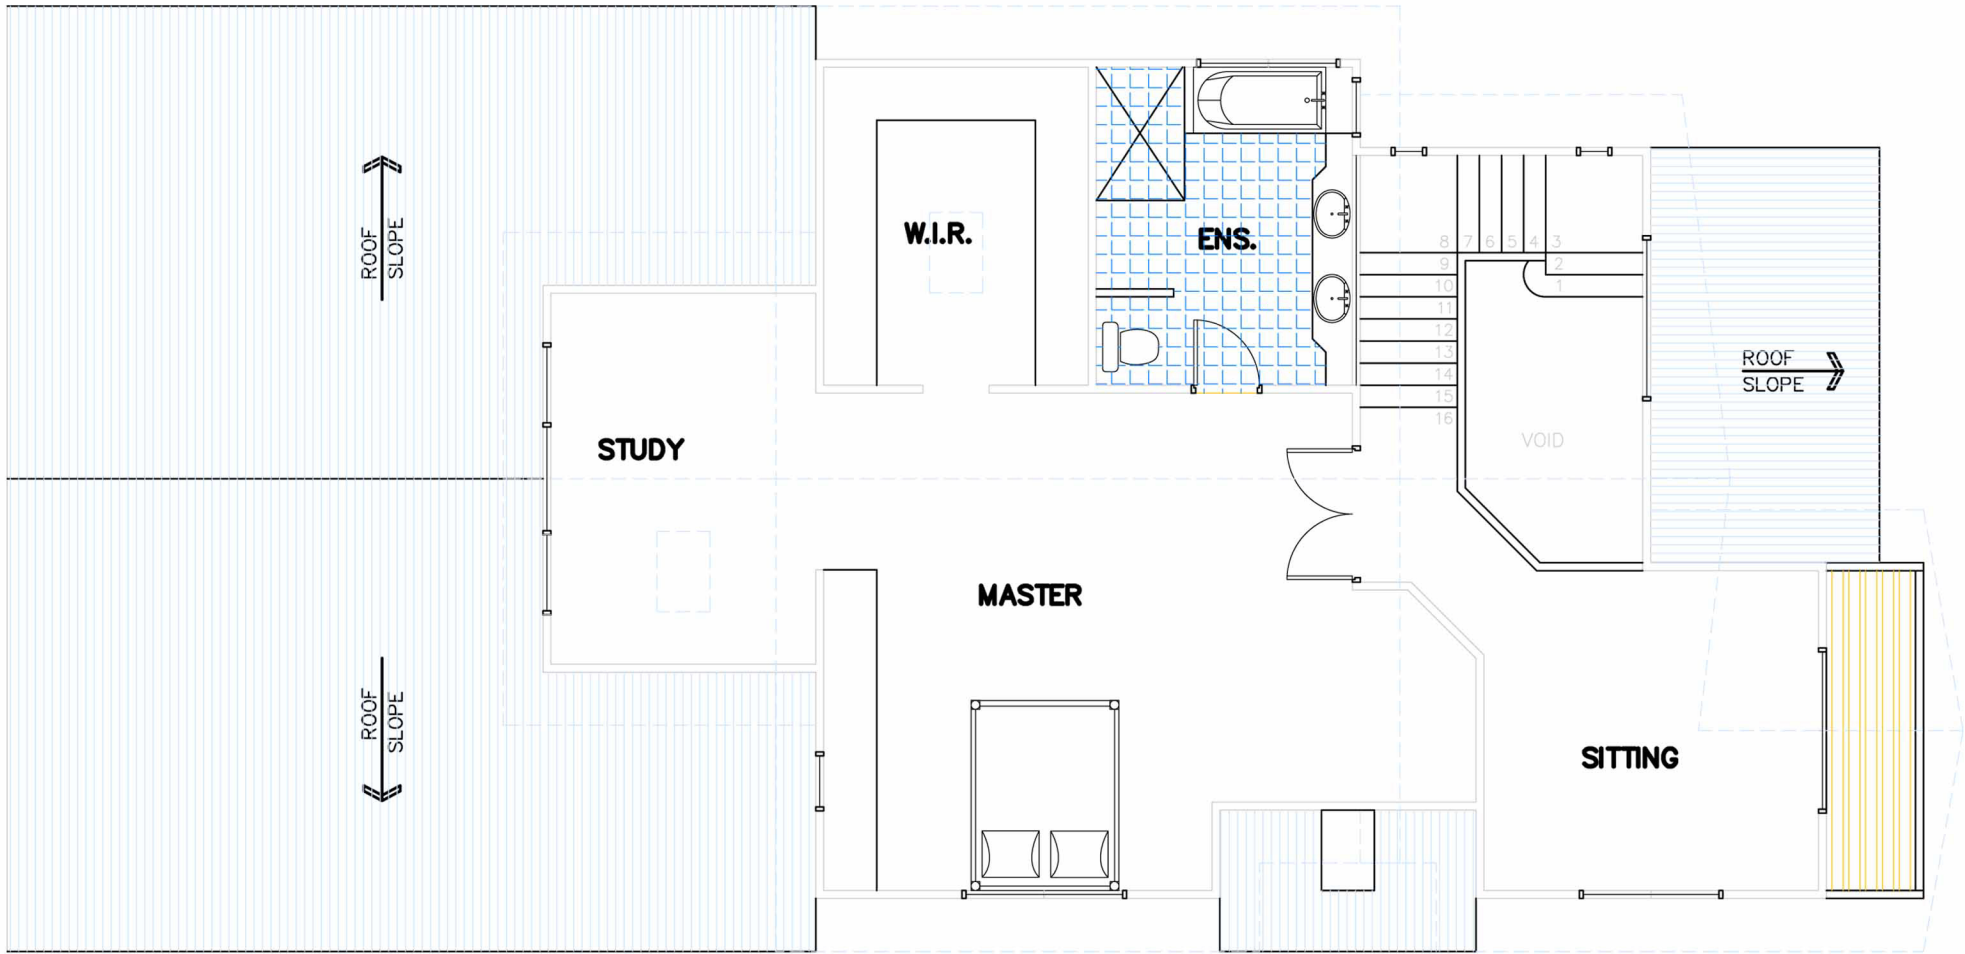 ROOF
SLOPE
W.I.R.
ENS.
8 7 6 5 4 3
9 2
10 1
11
12
13
14
15
16
ROOF
SLOPE
VOID
STUDY
MASTER
ROOF
SLOPE
SITTING